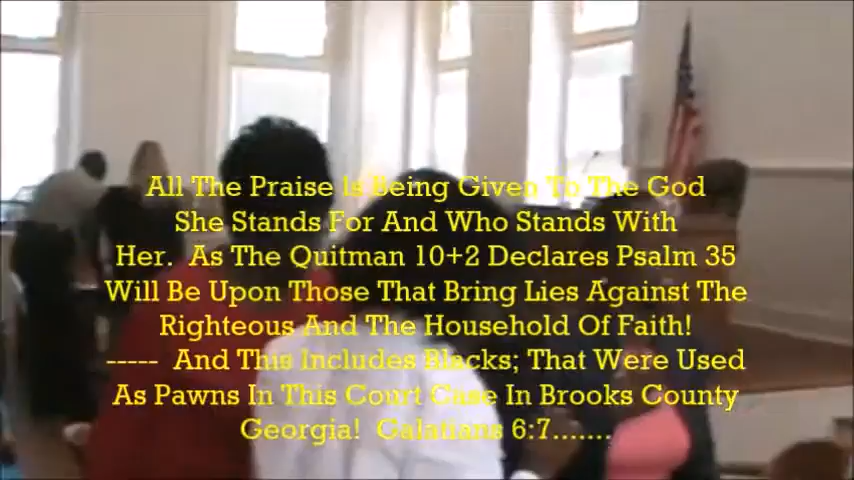 All The Praise Is Being Given To The God
She Stands For And Who Stands With
Her. As The Quitman 10+2 Declares Psalm 35
Will Be Upon Those That Bring Lies Against The
Righteous And The Household Of Faith!
----- And This Includes Blacks; That Were Used
As Pawns In This Court Case In Brooks County
Georgia! Galatians 6:7.......